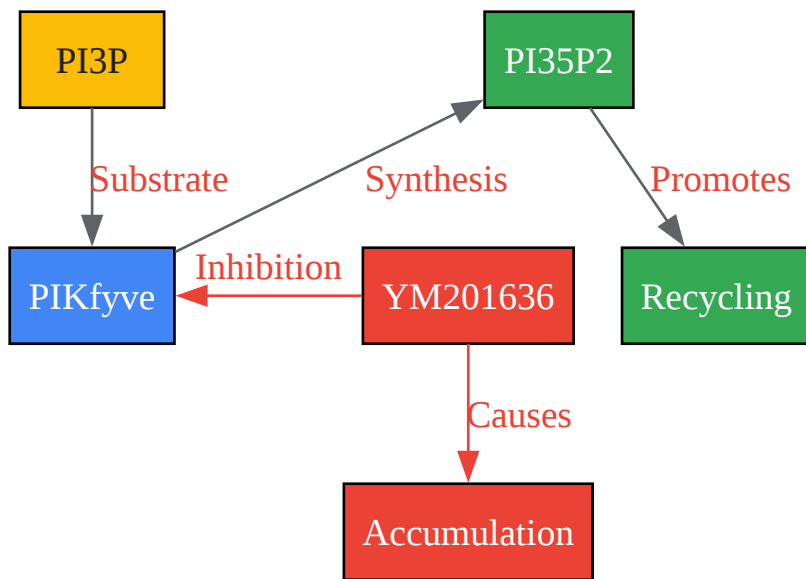 PI3P
PI35P2
Substrate
Synthesis
Promotes
Inhibition
PIKfyve
YM201636
Recycling
Causes
Accumulation